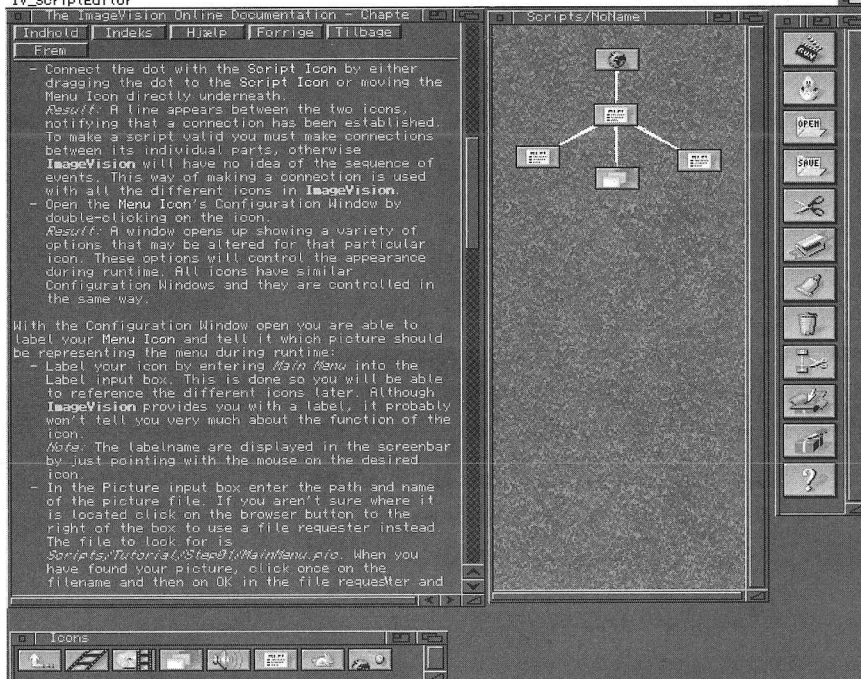 IV_ScriptEditor
The ImageVision Online Documentation - Chapte
Scripts/NoName1
Indhold Indeks Hjælp Forrige Tilbage
Frem
- Connect the dot with the Script Icon by either
dragging the dot to the Script Icon or moving the
Menu Icon directly underneath.
Result: A line appears between the two icons,
notifying that a connection has been established.
To make a script valid you must make connections
between its individual parts, otherwise
ImageVision will have no idea of the sequence of
events. This way of making a connection is used
with all the different icons in ImageVision.
- Open the Menu Icon's Configuration Window by
double-clicking on the icon.
Result: A window opens up showing a variety of
options that may be altered for that particular
icon. These options will control the appearance
during runtime. All icons have similar
Configuration Windows and they are controlled in
the same way.
With the Configuration Window open you are able to
label your Menu Icon and tell it which picture should
be representing the menu during runtime:
- Label your icon by entering Main Menu into the
Label input box. This is done so you will be able
to reference the different icons later. Although
ImageVision provides you with a label, it probably
won't tell you very much about the function of the
icon.
Note: The labelname are displayed in the screenbar
by just pointing with the mouse on the desired
icon.
- In the Picture input box enter the path and name
of the picture file. If you aren't sure where it
is located click on the browser button to the
right of the box to use a file requester instead.
The file to look for is
Scripts/Tutorial/Step01/MainMenu.pic. When you
have found your picture, click once on the
filename and then on OK in the file requester and
RUN
OPEN
SAVE
?
Icons